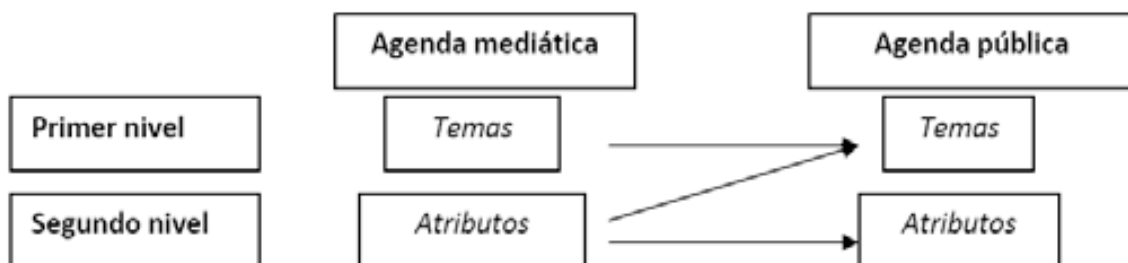 Agenda mediática
Agenda pública
Primer nivel
Temas
Temas
Segundo nivel
Atributos
Atributos